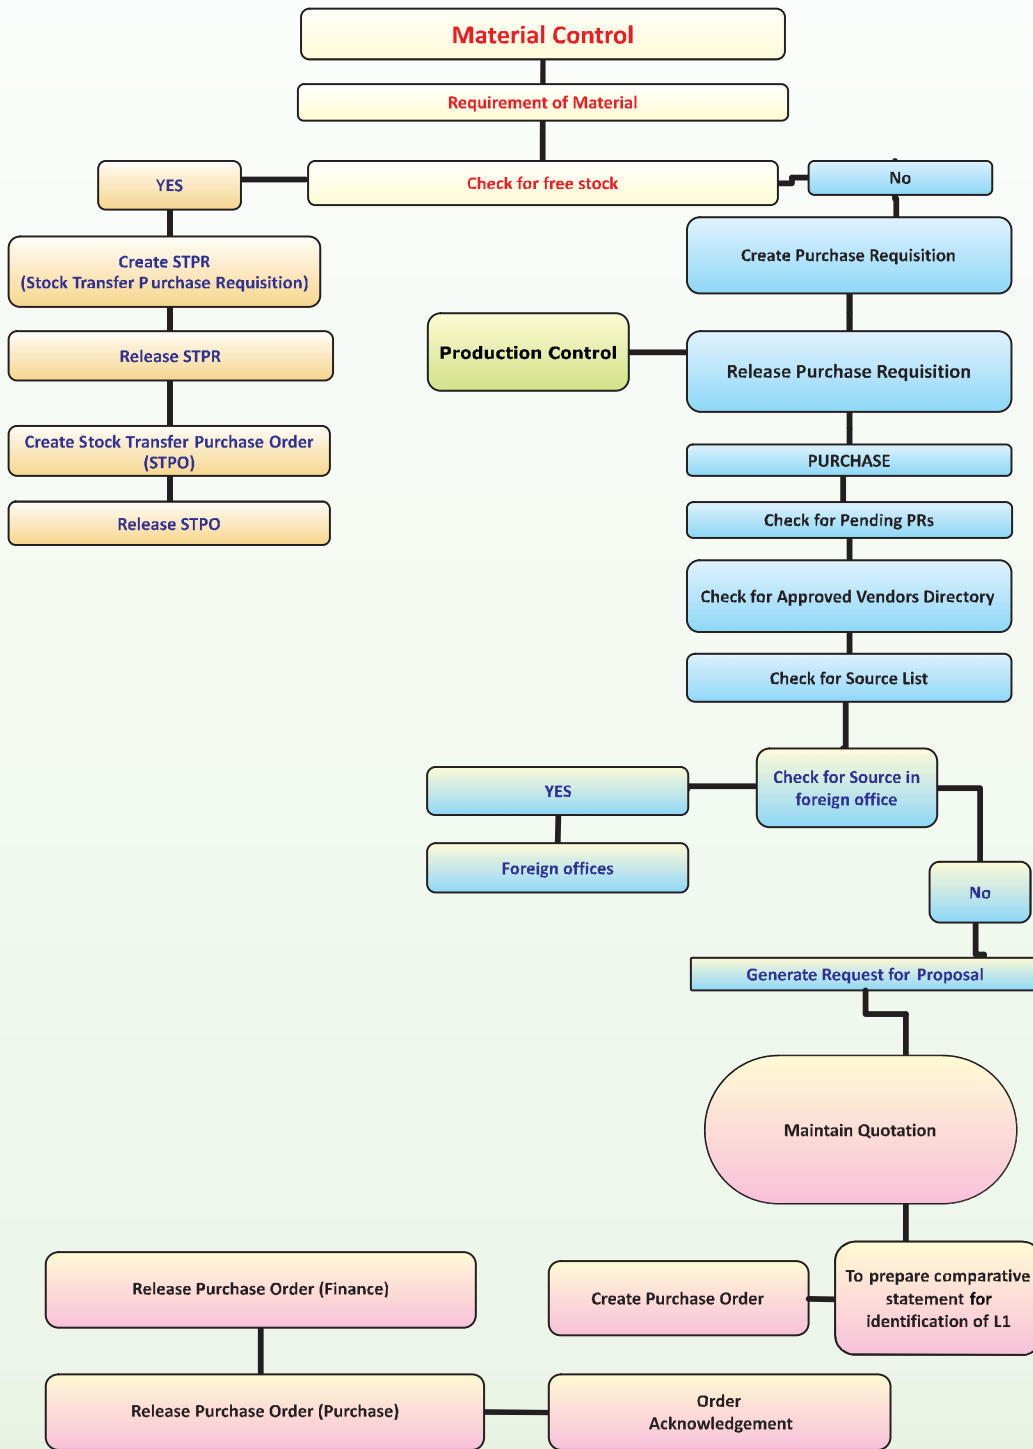 Material Control
Requirement of Material
YES
Check for free stock
No
Create STPR
(Stock Transfer Purchase Requisition)
Create Purchase Requisition
Release STPR
Production Control
Release Purchase Requisition
Create Stock Transfer Purchase Order
(STPO)
PURCHASE
Release STPO
Check for Pending PRs
Check for Approved Vendors Directory
Check for Source List
YES
Check for Source in
foreign office
Foreign offices
No
Generate Request for Proposal
Maintain Quotation
Release Purchase Order (Finance)
Create Purchase Order
To prepare comparative
statement for
identification of L1
Release Purchase Order (Purchase)
Order
Acknowledgement